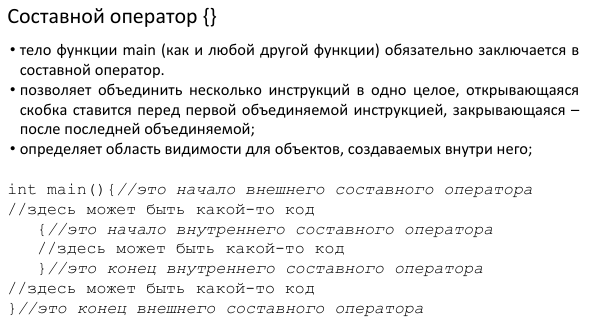 Составной оператор {}
• тело функции main (как и любой другой функции) обязательно заключается в
составной оператор.
• позволяет объединить несколько инструкций в одно целое, открывающаяся
скобка ставится перед первой объединяемой инструкцией, закрывающаяся –
после последней объединяемой;
• определяет область видимости для объектов, создаваемых внутри него;
int main(){//это начало внешнего составного оператора
//здесь может быть какой-то код
{//это начало внутреннего составного оператора
//здесь может быть какой-то код
}//это конец внутреннего составного оператора
//здесь может быть какой-то код
}//это конец внешнего составного оператора